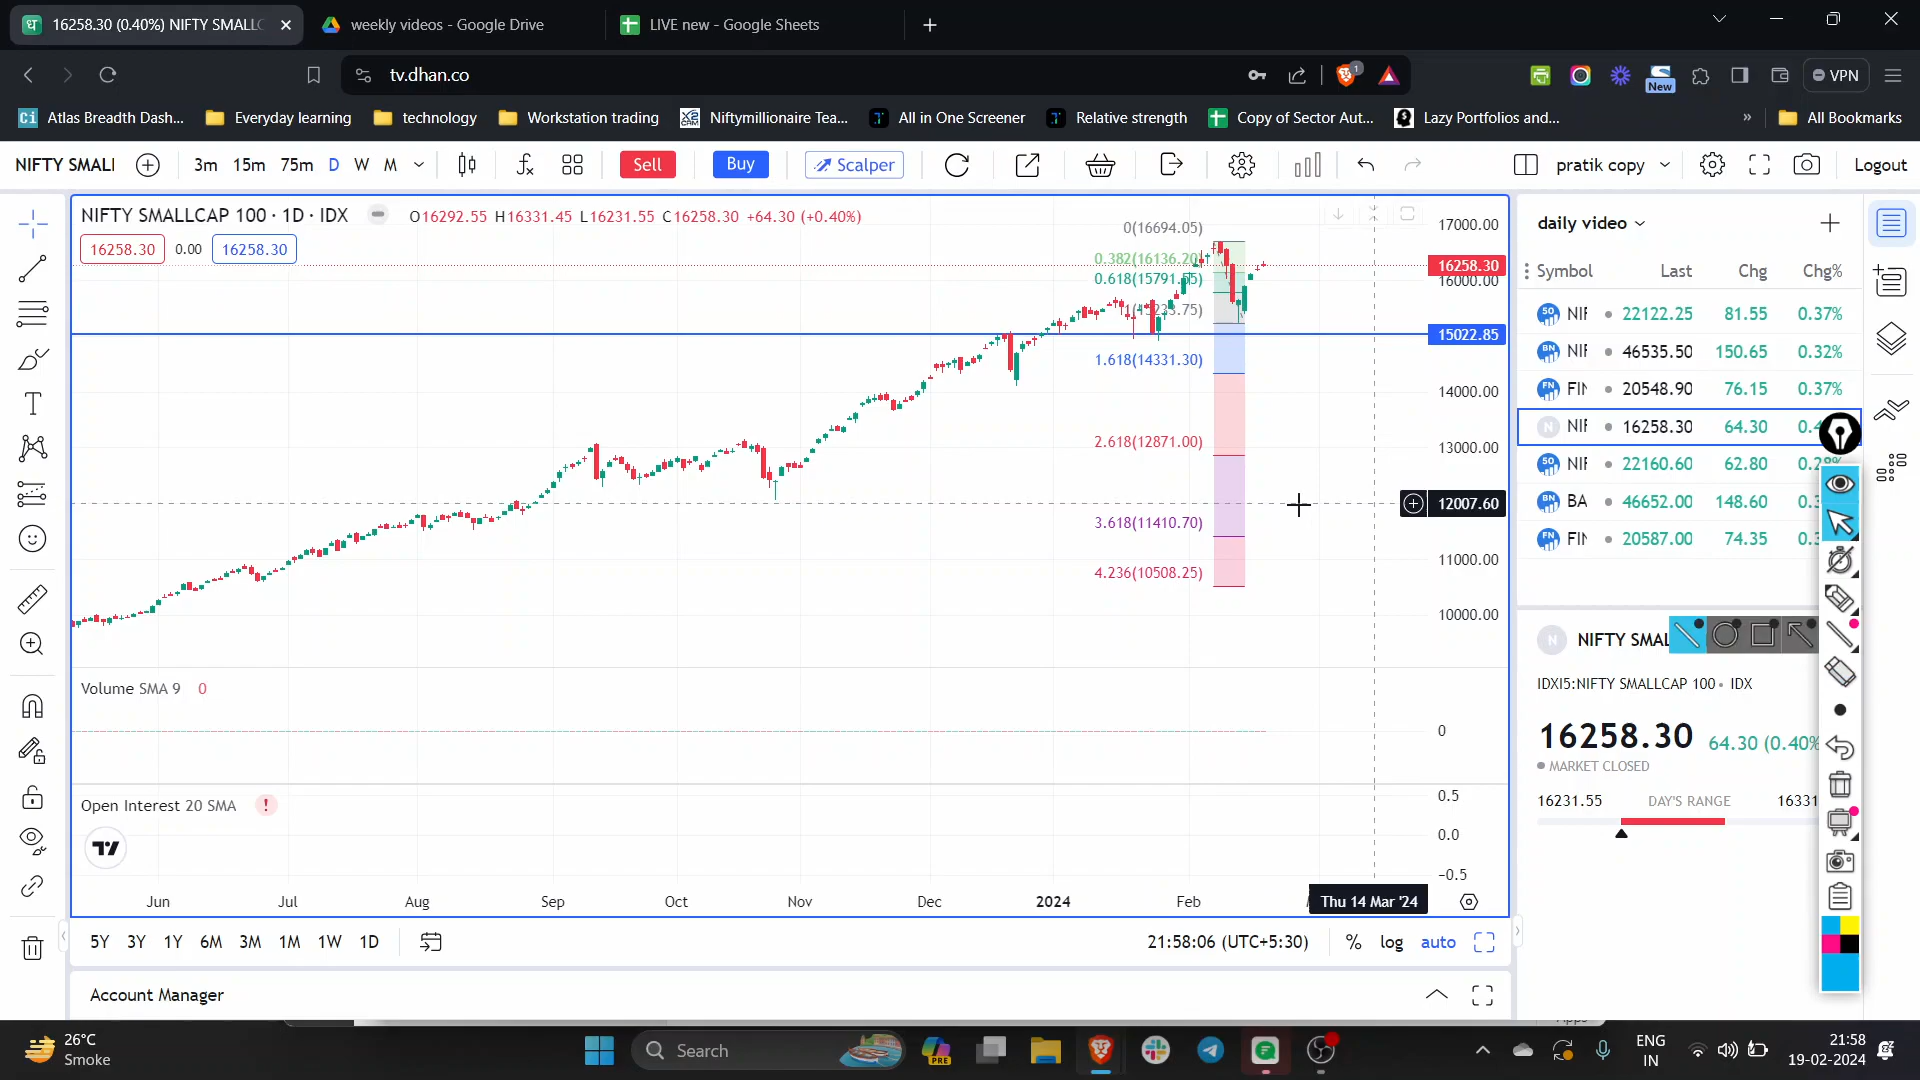 16258.30 (0.40%) NIFTY SMALLC
weekly videos - Google Drive
LIVE new - Google Sheets
tv.dhan.co
1
New
VPN
Ci Atlas Breadth Dash...
Everyday learning
technology
Workstation trading
Niftymillionaire Tea...
All in One Screener
Relative strength
Copy of Sector Aut...
Lazy Portfolios and...
»
All Bookmarks
NIFTY SMALL
3m 15m 75m D W M
Sell
Buy
Scalper
pratik copy
Logout
NIFTY SMALLCAP 100 · 1D · IDX
O16292.55 H16331.45 L16231.55 C16258.30 +64.30 (+0.40%)
16258.30 0.00 16258.30
0(16694.05)
0.382(16136.20)
0.618(15791.65)
1.618(14331.30)
2.618(12871.00)
3.618(11410.70)
4.236(10508.25)
17000.00
16258.30
16000.00
15022.85
14000.00
13000.00
12007.60
11000.00
10000.00
Volume SMA 9 0
0
Open Interest 20 SMA !
0.5
0.0
-0.5
Jun Jul Aug Sep Oct Nov Dec 2024 Feb
Thu 14 Mar '24
5Y 3Y 1Y 6M 3M 1M 1W 1D
21:58:06 (UTC+5:30)
% log auto
Account Manager
daily video
Symbol Last Chg Chg%
NIF 22122.25 81.55 0.37%
NIF 46535.50 150.65 0.32%
FIN 20548.90 76.15 0.37%
NIF 16258.30 64.30
NIF 22160.60 62.80 0.28%
BA 46652.00 148.60
FIN 20587.00 74.35
NIFTY SMAL
IDXI5:NIFTY SMALLCAP 100 • IDX
16258.30 64.30 (0.40%
MARKET CLOSED
16231.55 DAY'S RANGE 16331
26°C
Smoke
Search
PRE
ENG
IN
21:58
19-02-2024